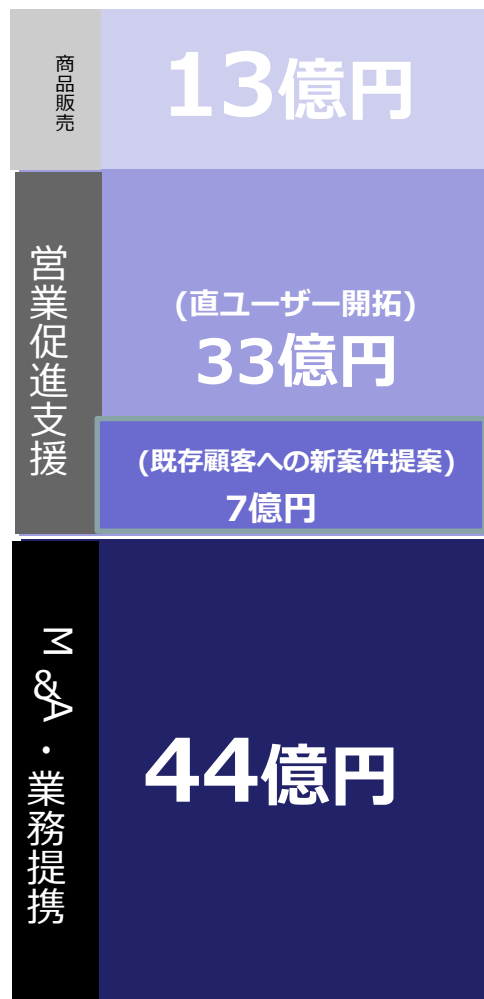 商品販売
13億円
営業促進支援
(直ユーザー開拓)
33億円
(既存顧客への新案件提案)
7億円
M&A・業務提携
44億円